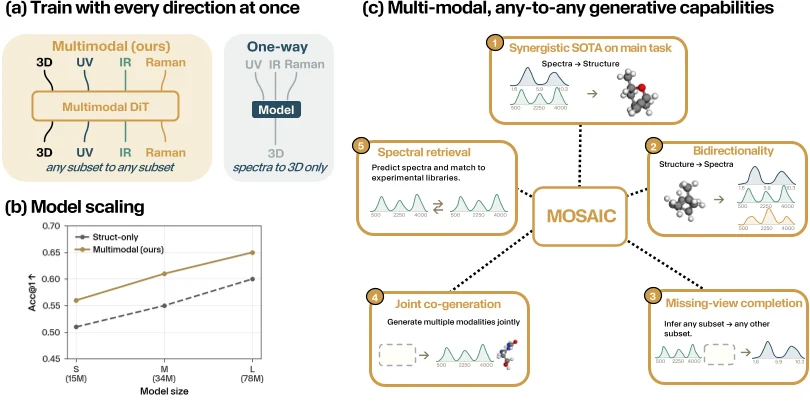 (a) Train with every direction at once
Multimodal (ours)
3D UV IR Raman
Multimodal DiT
3D UV IR Raman
any subset to any subset
One-way
UV IR Raman
Model
3D
spectra to 3D only
(b) Model scaling
0.70
0.65
0.60
0.55
0.50
0.45
Acc@1↑
Struct-only
Multimodal (ours)
S M L
(15M) (34M) (78M)
Model size
(c) Multi-modal, any-to-any generative capabilities
1
Synergistic SOTA on main task
Spectra → Structure
1.6 5.9 10.3
500 2250 4000
→
5
Spectral retrieval
Predict spectra and match to
experimental libraries.
500 2250 4000 ⇄ 500 2250 4000
2
Bidirectionality
Structure → Spectra
→
1.6 5.9 10.3
500 2250 4000
500 2250 4000
MOSAIC
4
Joint co-generation
Generate multiple modalities jointly
→
500 2250 4000
3
Missing-view completion
Infer any subset → any other
subset.
→
500 2250 4000
1.6 5.9 10.3